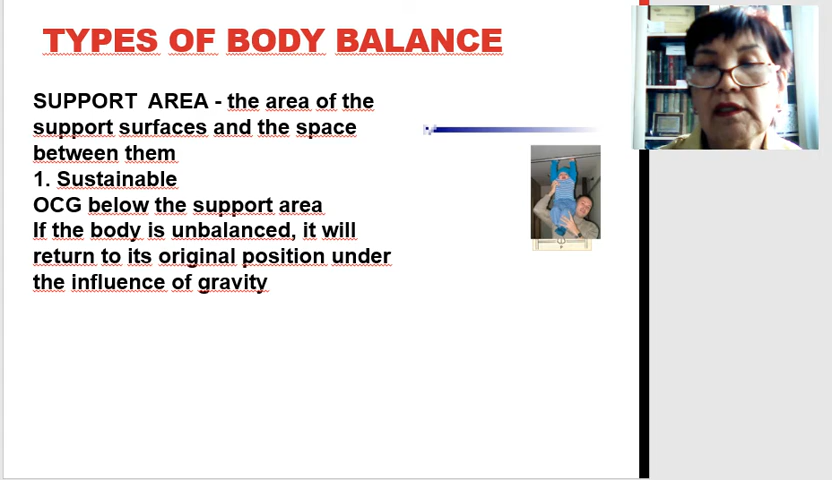 TYPES OF BODY BALANCE
SUPPORT AREA - the area of the
support surfaces and the space
between them
1. Sustainable
OCG below the support area
If the body is unbalanced, it will
return to its original position under
the influence of gravity